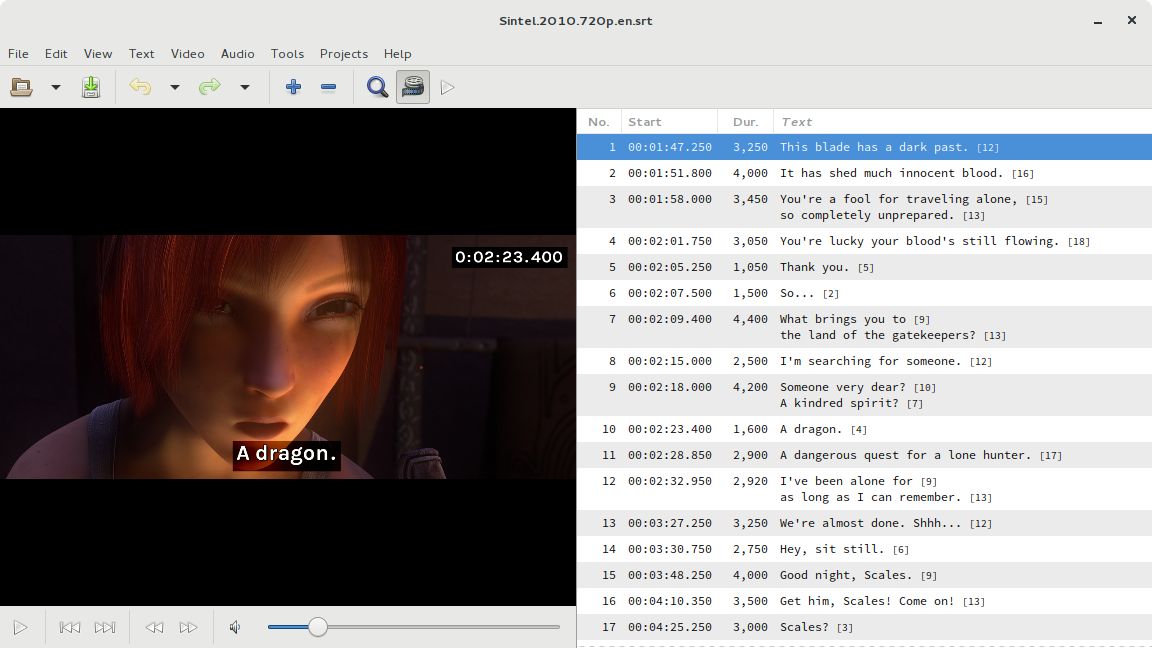 Sintel.2010.720p.en.srt
File Edit View Text Video Audio Tools Projects Help
0:02:23.400
A dragon.
No. Start Dur. Text
1 00:01:47.250 3,250 This blade has a dark past. [12]
2 00:01:51.800 4,000 It has shed much innocent blood. [16]
3 00:01:58.000 3,450 You're a fool for traveling alone, [15]
so completely unprepared. [13]
4 00:02:01.750 3,050 You're lucky your blood's still flowing. [18]
5 00:02:05.250 1,050 Thank you. [5]
6 00:02:07.500 1,500 So... [2]
7 00:02:09.400 4,400 What brings you to [9]
the land of the gatekeepers? [13]
8 00:02:15.000 2,500 I'm searching for someone. [12]
9 00:02:18.000 4,200 Someone very dear? [10]
A kindred spirit? [7]
10 00:02:23.400 1,600 A dragon. [4]
11 00:02:28.850 2,900 A dangerous quest for a lone hunter. [17]
12 00:02:32.950 2,920 I've been alone for [9]
as long as I can remember. [13]
13 00:03:27.250 3,250 We're almost done. Shhh... [12]
14 00:03:30.750 2,750 Hey, sit still. [6]
15 00:03:48.250 4,000 Good night, Scales. [9]
16 00:04:10.350 3,500 Get him, Scales! Come on! [13]
17 00:04:25.250 3,000 Scales? [3]